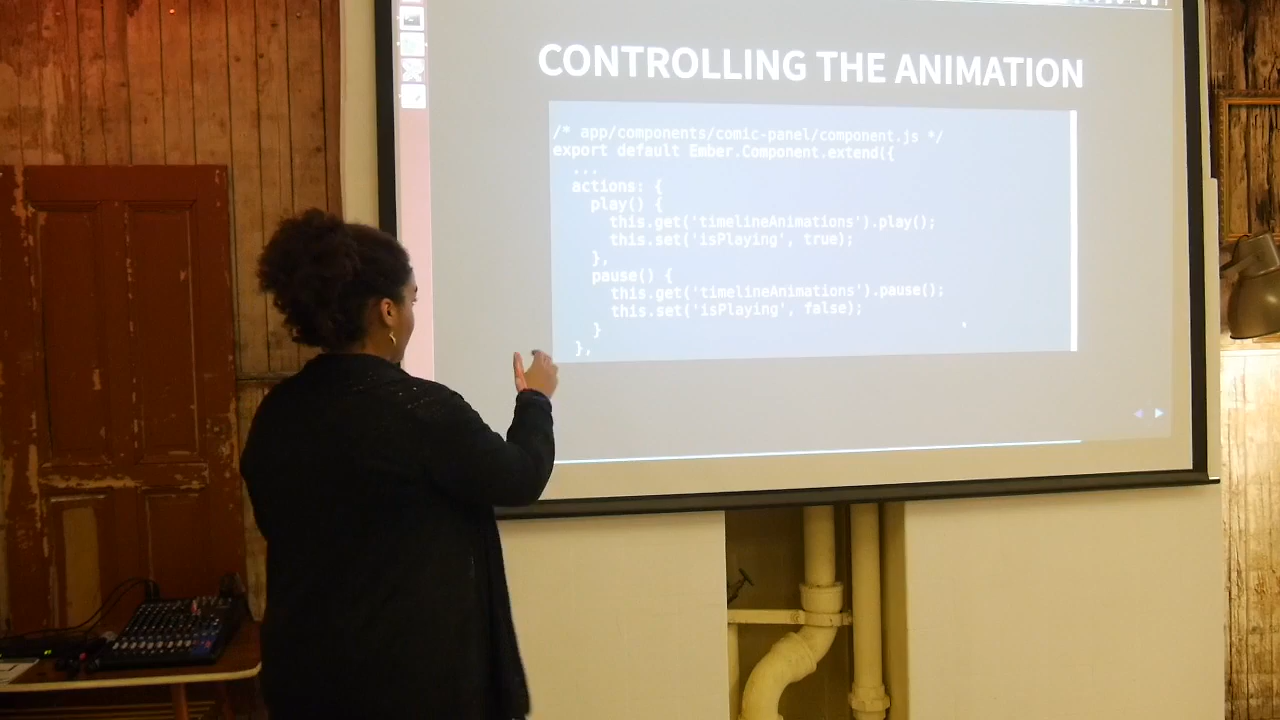 CONTROLLING THE ANIMATION
/* app/components/comic-panel/component.js */
export default Ember.Component.extend({
  ...
  actions: {
    play() {
      this.get('timelineAnimations').play();
      this.set('isPlaying', true);
    },
    pause() {
      this.get('timelineAnimations').pause();
      this.set('isPlaying', false);
    }
  },